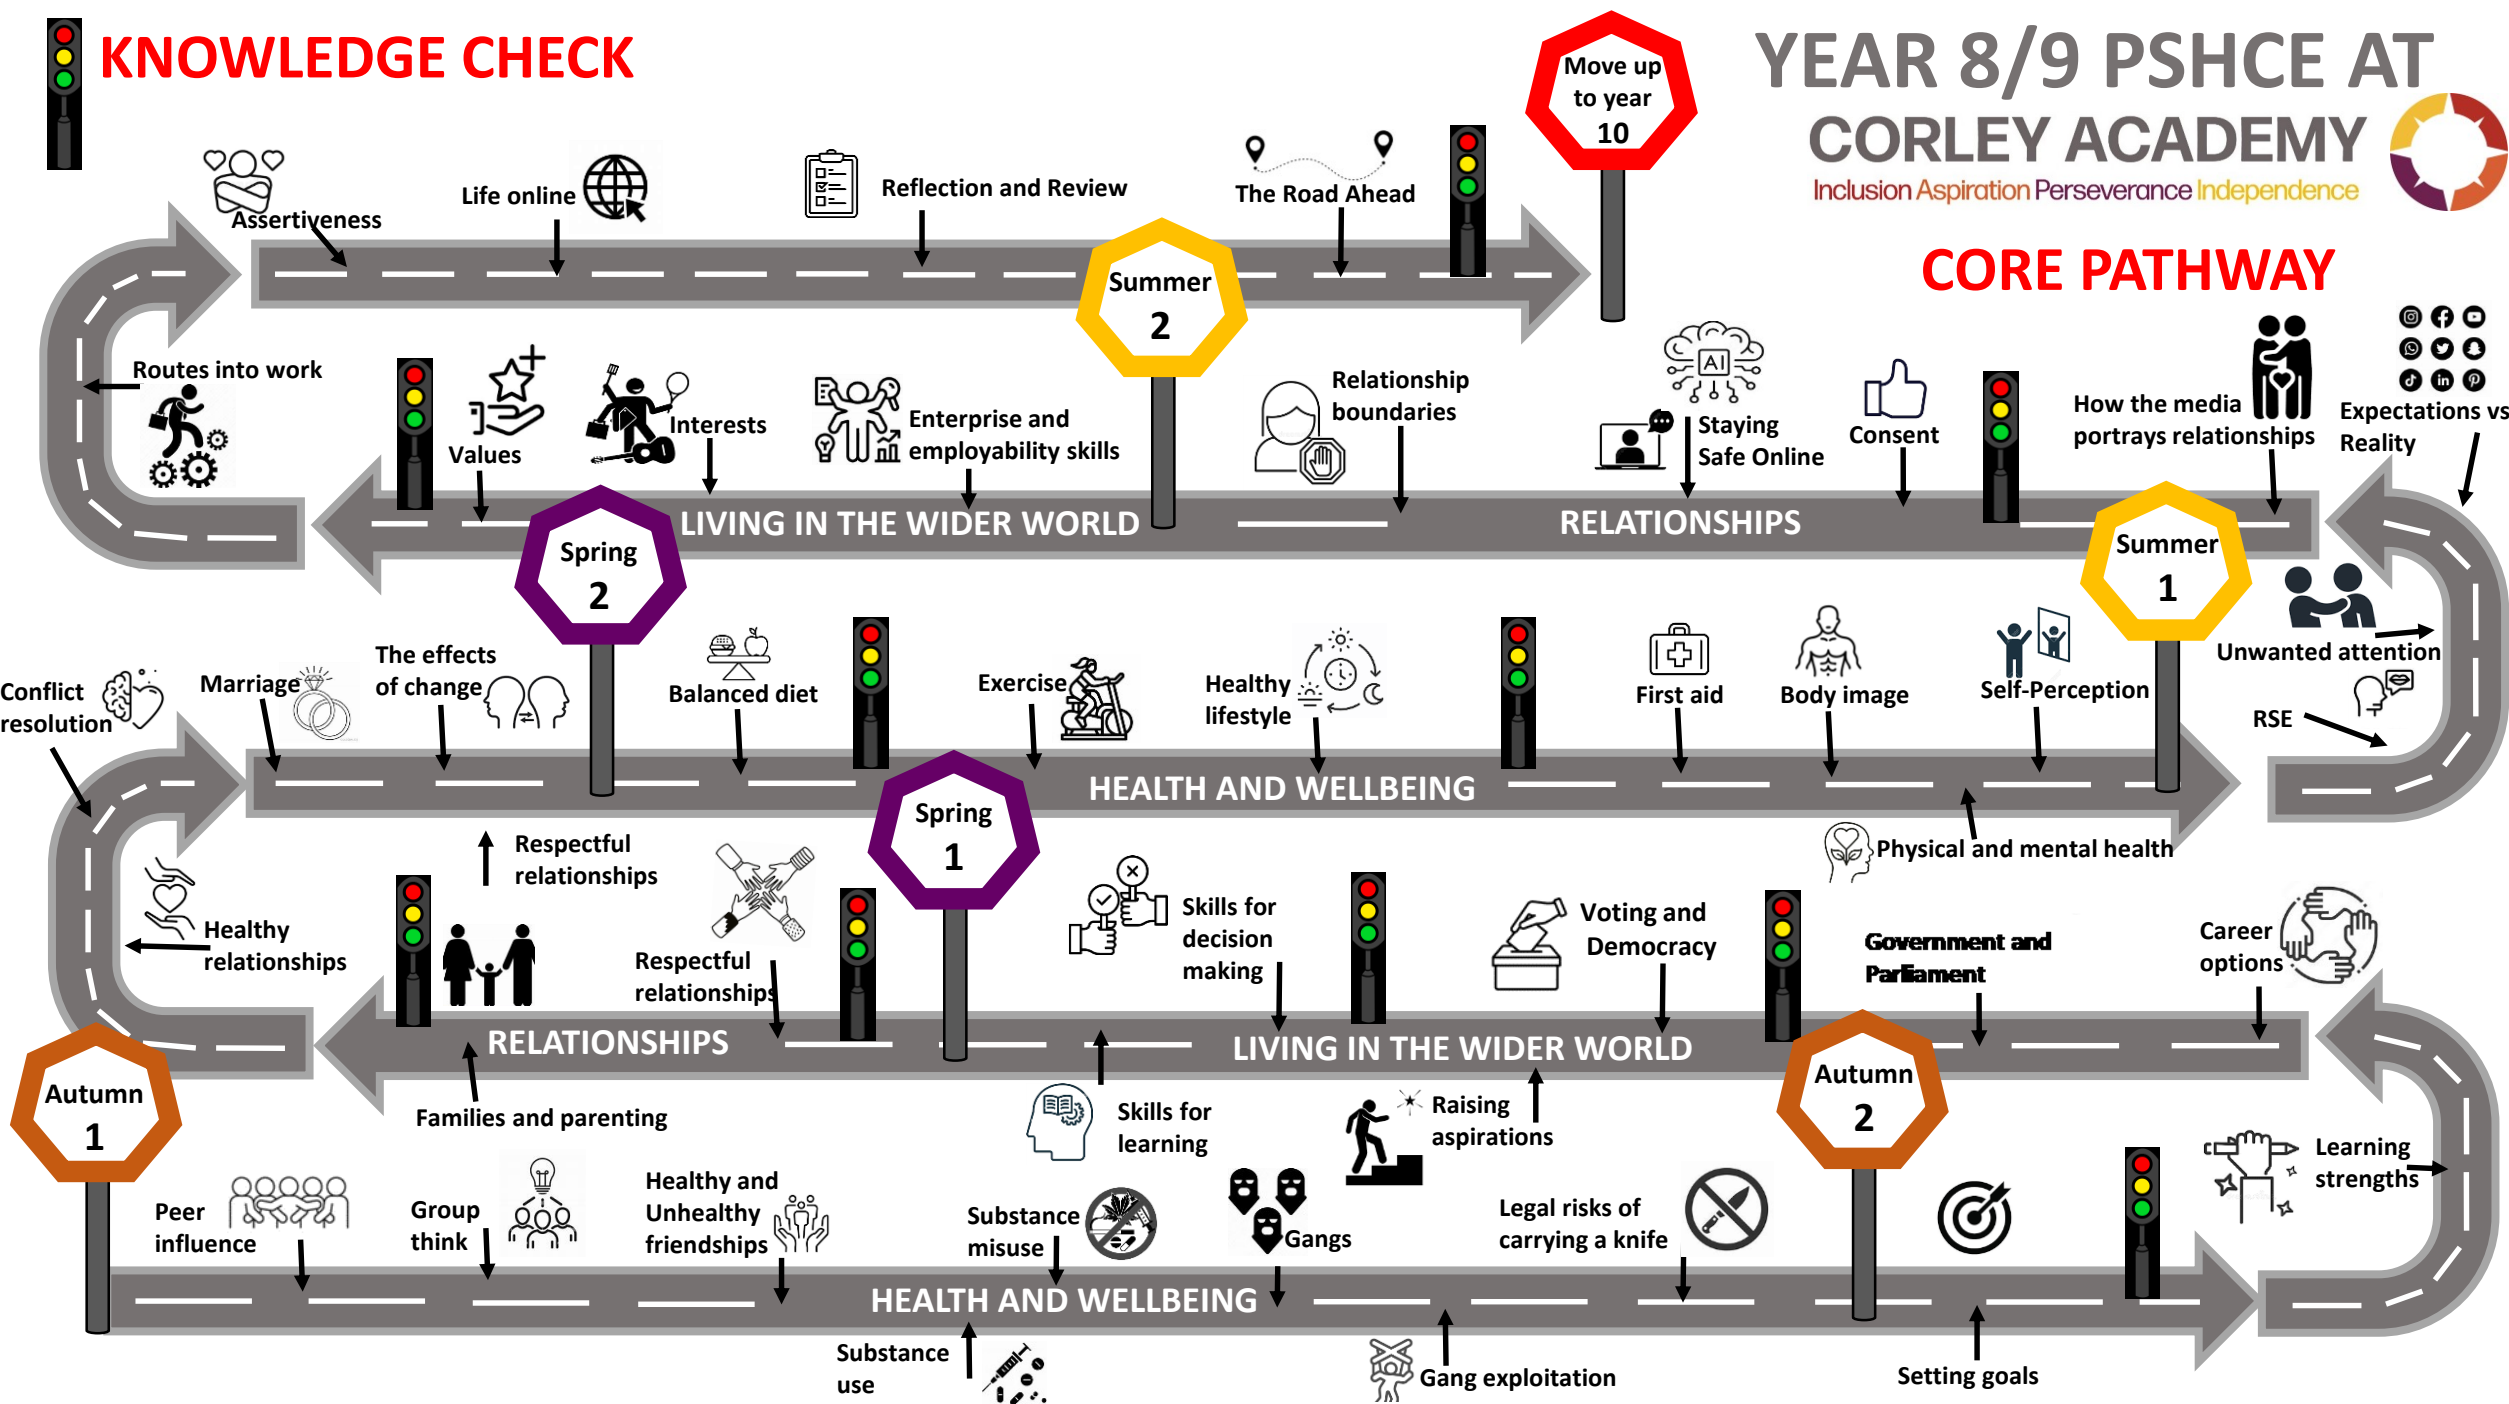 KNOWLEDGE CHECK
YEAR 8/9 PSHCE AT
CORLEY ACADEMY
Inclusion Aspiration Perseverance Independence
CORE PATHWAY
Move up
to year
10
Assertiveness
Life online
Reflection and Review
The Road Ahead
Summer
2
Routes into work
Values
Interests
Enterprise and
employability skills
Relationship
boundaries
AI
Staying
Safe Online
Consent
How the media
portrays relationships
Expectations vs
Reality
LIVING IN THE WIDER WORLD
RELATIONSHIPS
Spring
2
Summer
1
Conflict
resolution
Marriage
The effects
of change
Balanced diet
Exercise
Healthy
lifestyle
First aid
Body image
Self-Perception
Unwanted attention
RSE
HEALTH AND WELLBEING
Spring
1
Respectful
relationships
Physical and mental health
Healthy
relationships
Respectful
relationships
Skills for
decision
making
Voting and
Democracy
Government and
Parliament
Career
options
RELATIONSHIPS
LIVING IN THE WIDER WORLD
Autumn
1
Autumn
2
Families and parenting
Skills for
learning
Raising
aspirations
Learning
strengths
Peer
influence
Group
think
Healthy and
Unhealthy
friendships
Substance
misuse
Gangs
Legal risks of
carrying a knife
HEALTH AND WELLBEING
Substance
use
Gang exploitation
Setting goals